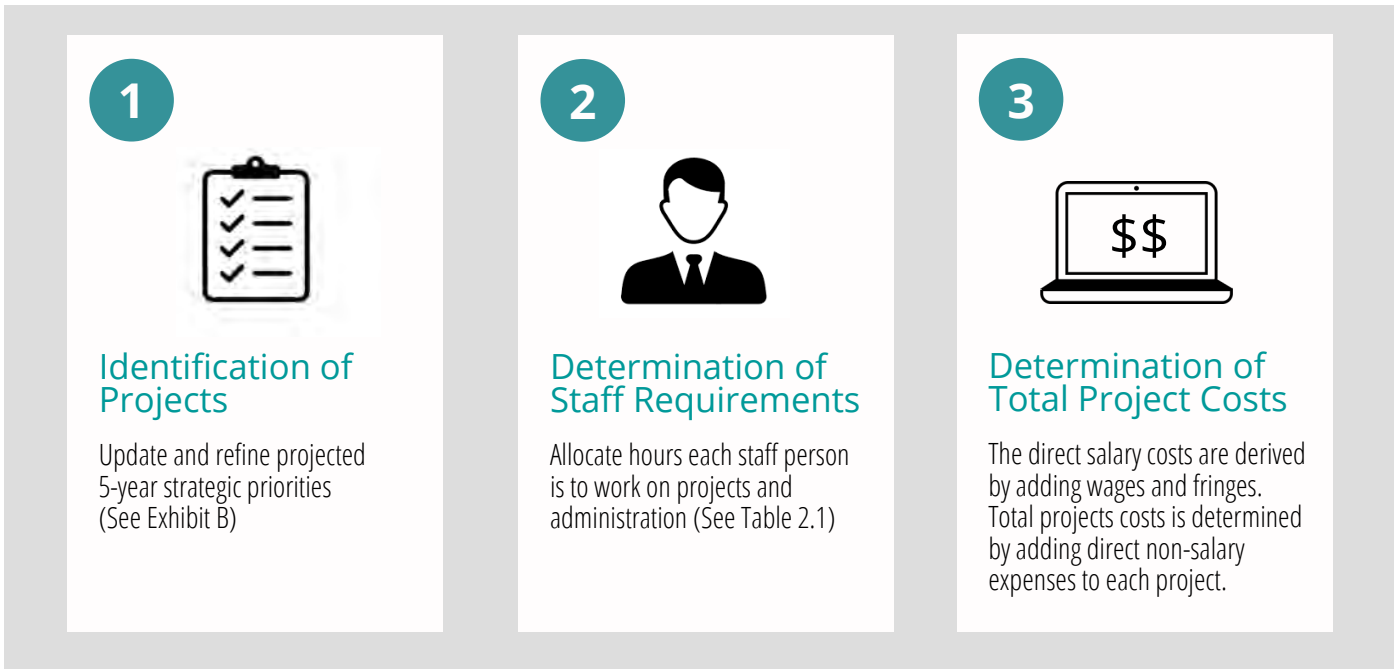 1
Identification of
Projects
Update and refine projected
5-year strategic priorities
(See Exhibit B)
2
Determination of
Staff Requirements
Allocate hours each staff person
is to work on projects and
administration (See Table 2.1)
3
$$
Determination of
Total Project Costs
The direct salary costs are derived
by adding wages and fringes.
Total projects costs is determined
by adding direct non-salary
expenses to each project.